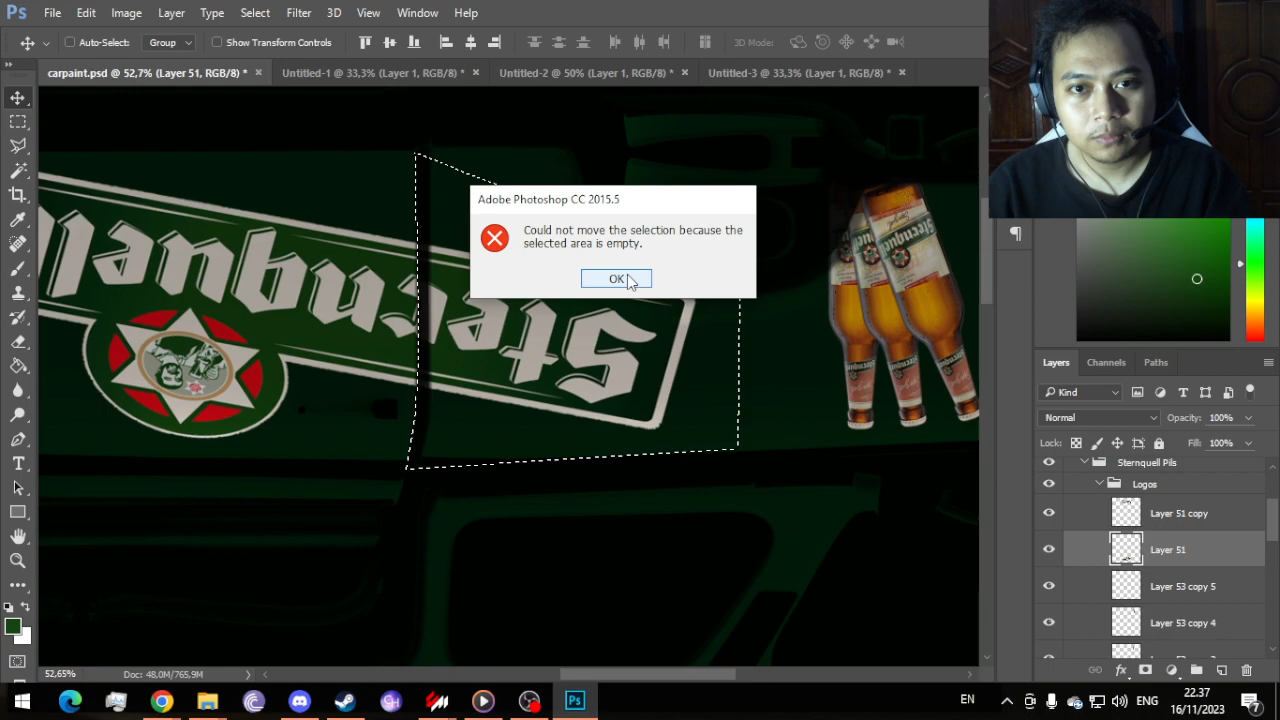 Ps File Edit Image Layer Type Select Filter 3D View Window Help
Auto-Select: Group Show Transform Controls 3D Mode:
carpaint.psd @ 52,7% (Layer 51, RGB/8) * Untitled-1 @ 33,3% (Layer 1, RGB/8) * Untitled-2 @ 50% (Layer 1, RGB/8) * Untitled-3 @ 33,3% (Layer 1, RGB/8) *
Adobe Photoshop CC 2015.5
Could not move the selection because the
selected area is empty.
OK
Sternquell
Sternquell
Layers Channels Paths
Kind
Normal Opacity: 100%
Lock: Fill: 100%
Sternquell Pils
Logos
Layer 51 copy
Layer 51
Layer 53 copy 5
Layer 53 copy 4
52,65% Doc: 48,0M/765,9M
EN ENG 22.37
16/11/2023
7